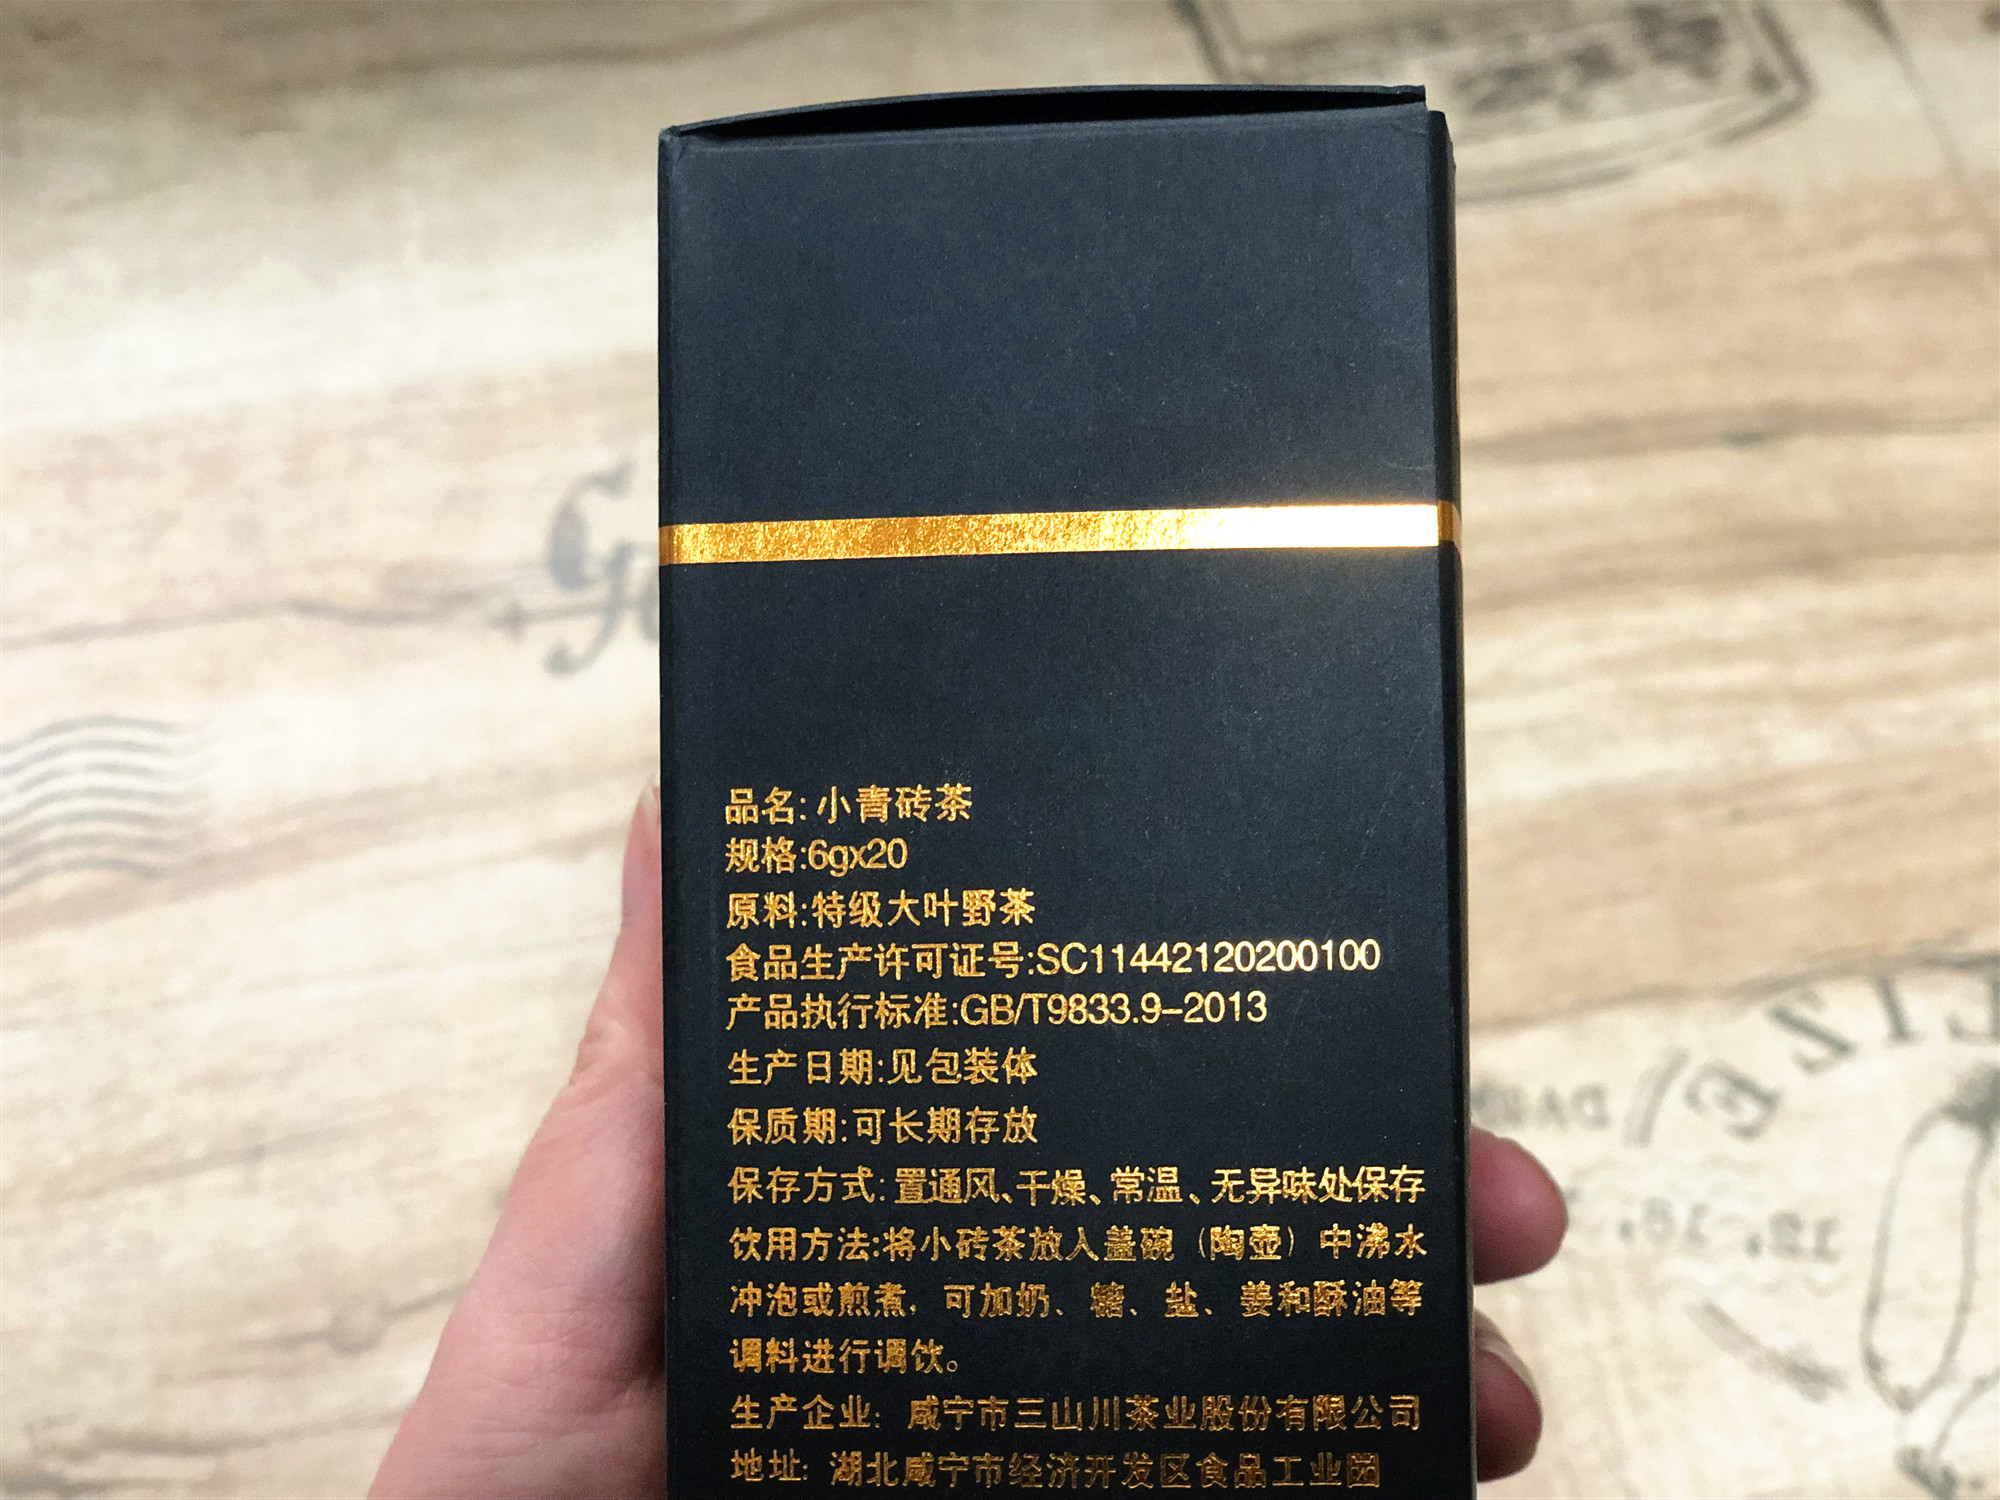 品名:小青砖茶
规格:6gx20
原料:特级大叶野茶
食品生产许可证号:SC11442120200100
产品执行标准:GB/T9833.9-2013
生产日期:见包装体
保质期:可长期存放
保存方式:置通风、干燥、常温、无异味处保存
饮用方法:将小砖茶放入盖碗（陶壶）中沸水
冲泡或煎煮，可加奶、糖、盐、姜和酥油等
调料进行调饮。
生产企业：咸宁市三山川茶业股份有限公司
地址：湖北咸宁市经济开发区食品工业园